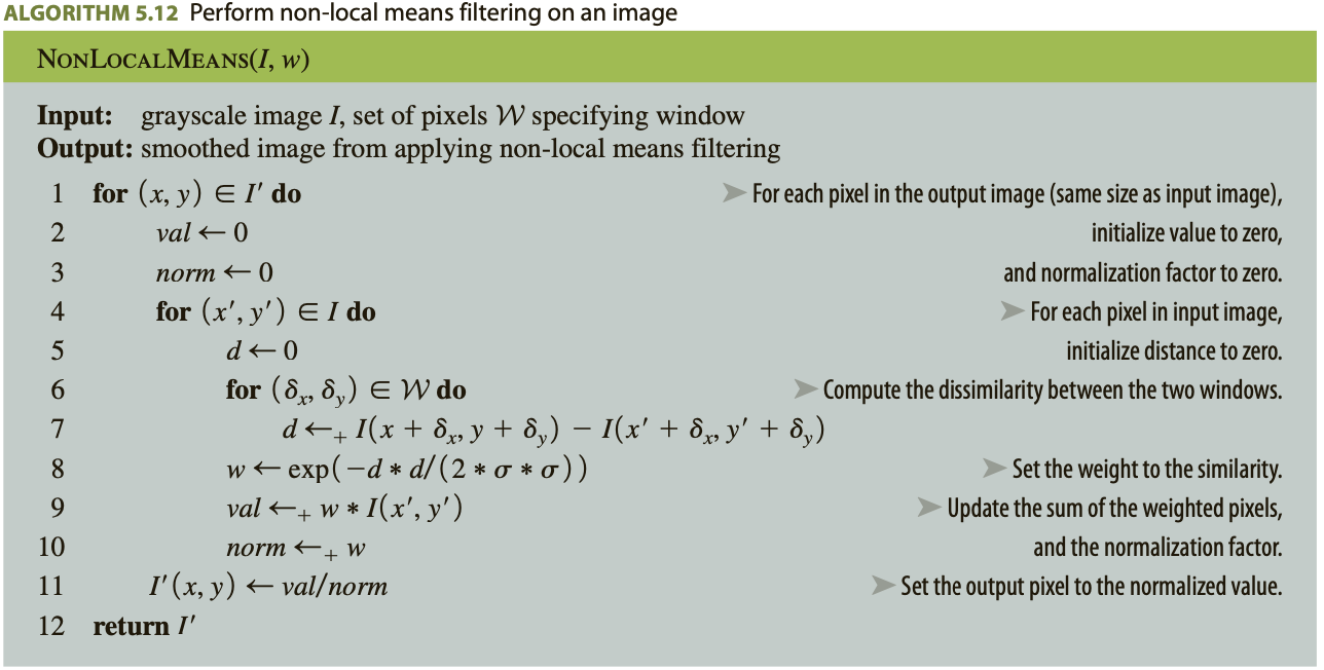 ALGORITHM 5.12 Perform non-local means filtering on an image
NONLOCALMEANS(I, w)
Input: grayscale image I, set of pixels 𝒲 specifying window
Output: smoothed image from applying non-local means filtering
1 for (x, y) ∈ I′ do ➤ For each pixel in the output image (same size as input image),
2 val ← 0 initialize value to zero,
3 norm ← 0 and normalization factor to zero.
4 for (x′, y′) ∈ I do ➤ For each pixel in input image,
5 d ← 0 initialize distance to zero.
6 for (δx, δy) ∈ 𝒲 do ➤ Compute the dissimilarity between the two windows.
7 d ←+ I(x + δx, y + δy) − I(x′ + δx, y′ + δy)
8 w ← exp(−d * d/(2 * σ * σ)) ➤ Set the weight to the similarity.
9 val ←+ w * I(x′, y′) ➤ Update the sum of the weighted pixels,
10 norm ←+ w and the normalization factor.
11 I′(x, y) ← val/norm ➤ Set the output pixel to the normalized value.
12 return I′